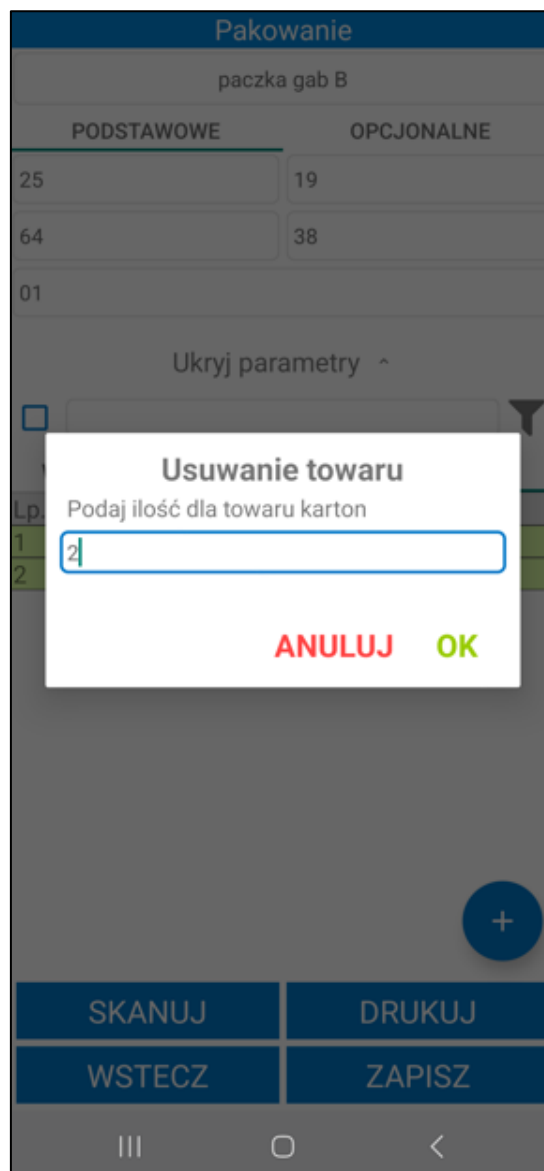 Pakowanie
paczka gab B
PODSTAWOWE OPCJONALNE
25 19
64 38
01
Ukryj parametry
Usuwanie towaru
Lp.
Podaj ilość dla towaru karton
1
2
2
ANULUJ OK
+
SKANUJ DRUKUJ
WSTECZ ZAPISZ